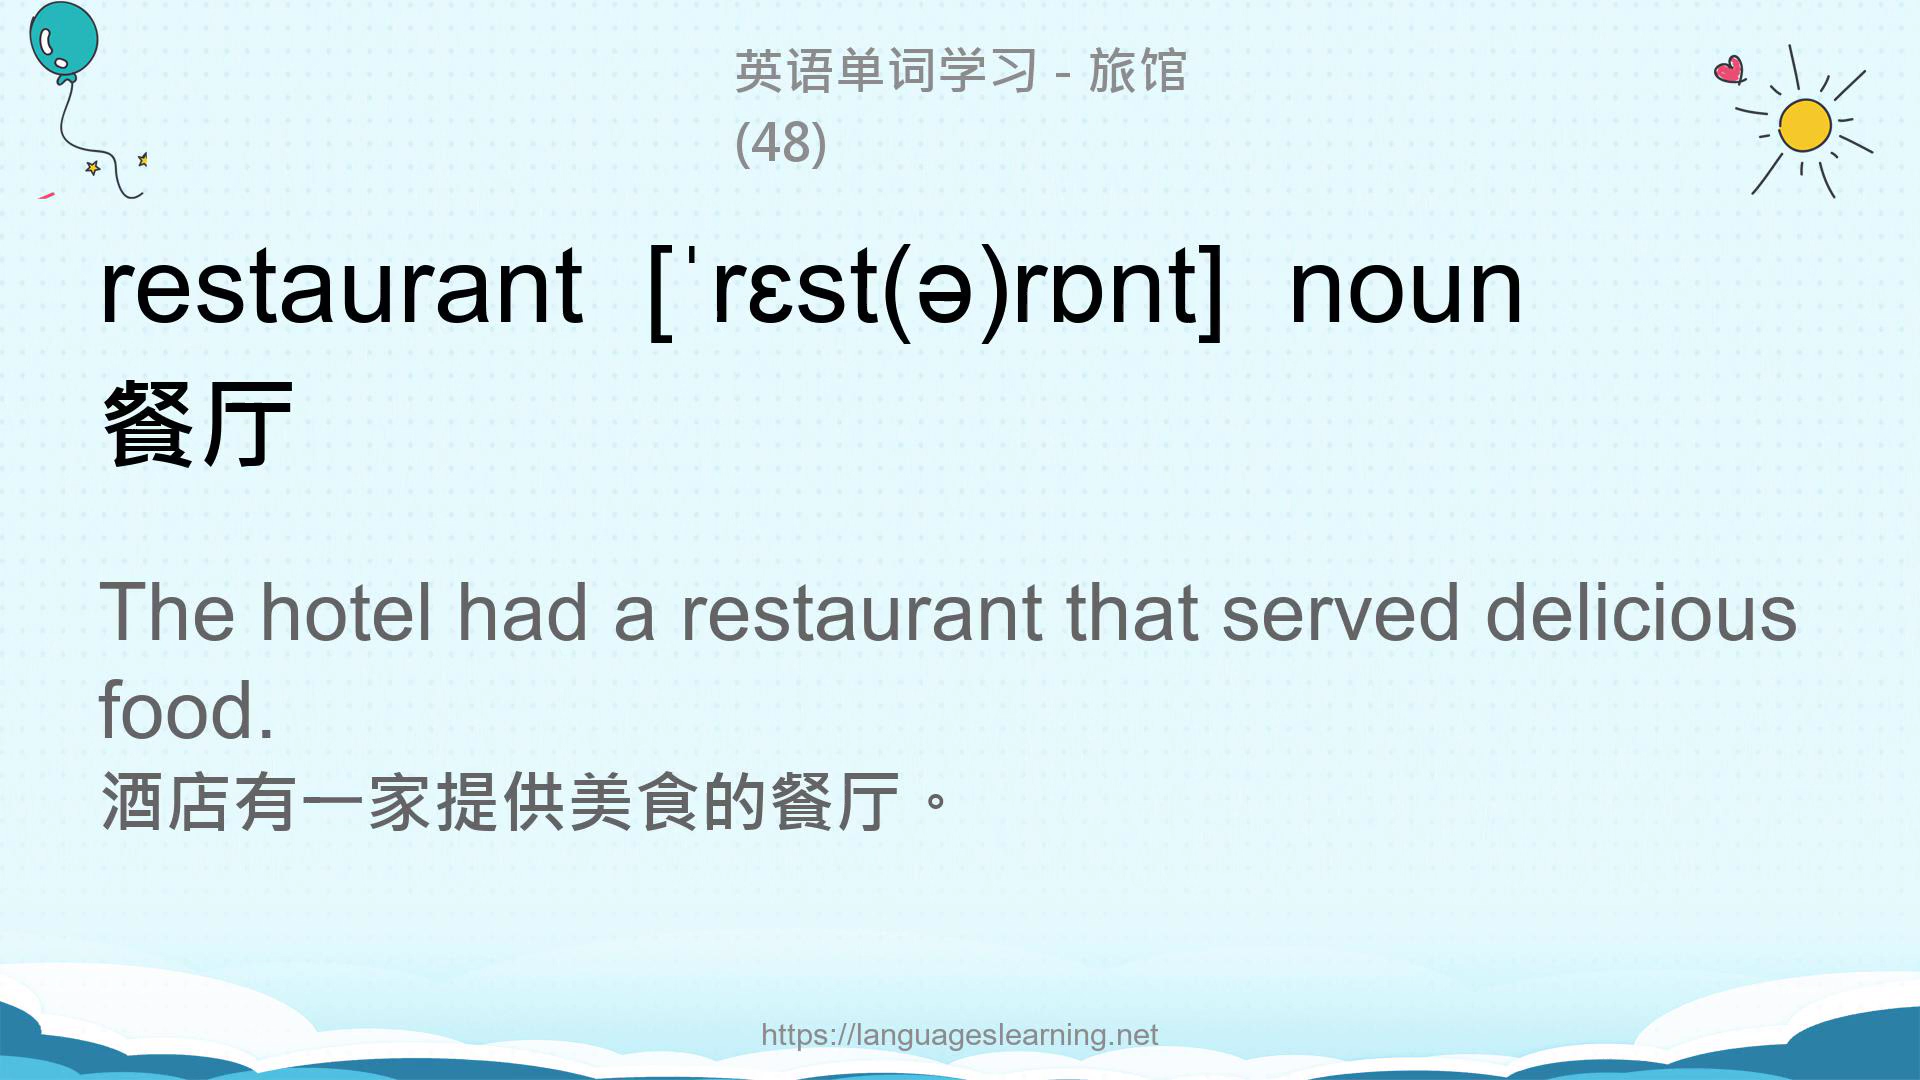 英语单词学习 - 旅馆
(48)
restaurant [ˈrɛst(ə)rɒnt] noun
餐厅
The hotel had a restaurant that served delicious
food.
酒店有一家提供美食的餐厅。
https://languageslearning.net